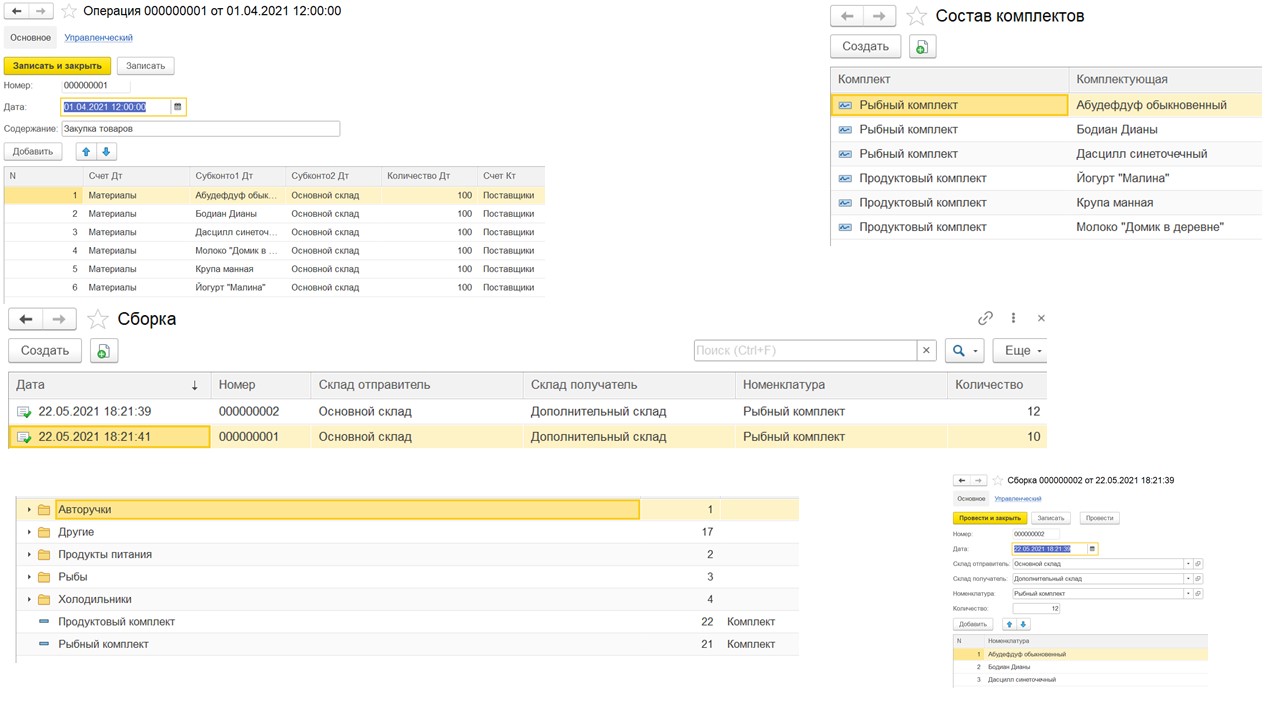 Операция 000000001 от 01.04.2021 12:00:00
Основное Управленческий
Записать и закрыть Записать
Номер: 000000001
Дата: 01.04.2021 12:00:00
Содержание: Закупка товаров
Добавить
N Счет Дт Субконто1 Дт Субконто2 Дт Количество Дт Счет Кт
1 Материалы Абудефдуф обык... Основной склад 100 Поставщики
2 Материалы Бодиан Дианы Основной склад 100 Поставщики
3 Материалы Дасцилл синеточ... Основной склад 100 Поставщики
4 Материалы Молоко "Домик в ... Основной склад 100 Поставщики
5 Материалы Крупа манная Основной склад 100 Поставщики
6 Материалы Йогурт "Малина" Основной склад 100 Поставщики
Состав комплектов
Создать
Комплект Комплектующая
Рыбный комплект Абудефдуф обыкновенный
Рыбный комплект Бодиан Дианы
Рыбный комплект Дасцилл синеточечный
Продуктовый комплект Йогурт "Малина"
Продуктовый комплект Крупа манная
Продуктовый комплект Молоко "Домик в деревне"
Сборка
Создать Поиск (Ctrl+F) Еще
Дата Номер Склад отправитель Склад получатель Номенклатура Количество
22.05.2021 18:21:39 000000002 Основной склад Дополнительный склад Рыбный комплект 12
22.05.2021 18:21:41 000000001 Основной склад Дополнительный склад Рыбный комплект 10
Авторучки 1
Другие 17
Продукты питания 2
Рыбы 3
Холодильники 4
Продуктовый комплект 22 Комплект
Рыбный комплект 21 Комплект
Сборка 000000002 от 22.05.2021 18:21:39
Основное Управленческий
Провести и закрыть Записать Провести
Номер: 000000002
Дата: 22.05.2021 18:21:39
Склад отправитель: Основной склад
Склад получатель: Дополнительный склад
Номенклатура: Рыбный комплект
Количество: 12
Добавить
N Номенклатура
1 Абудефдуф обыкновенный
2 Бодиан Дианы
3 Дасцилл синеточечный